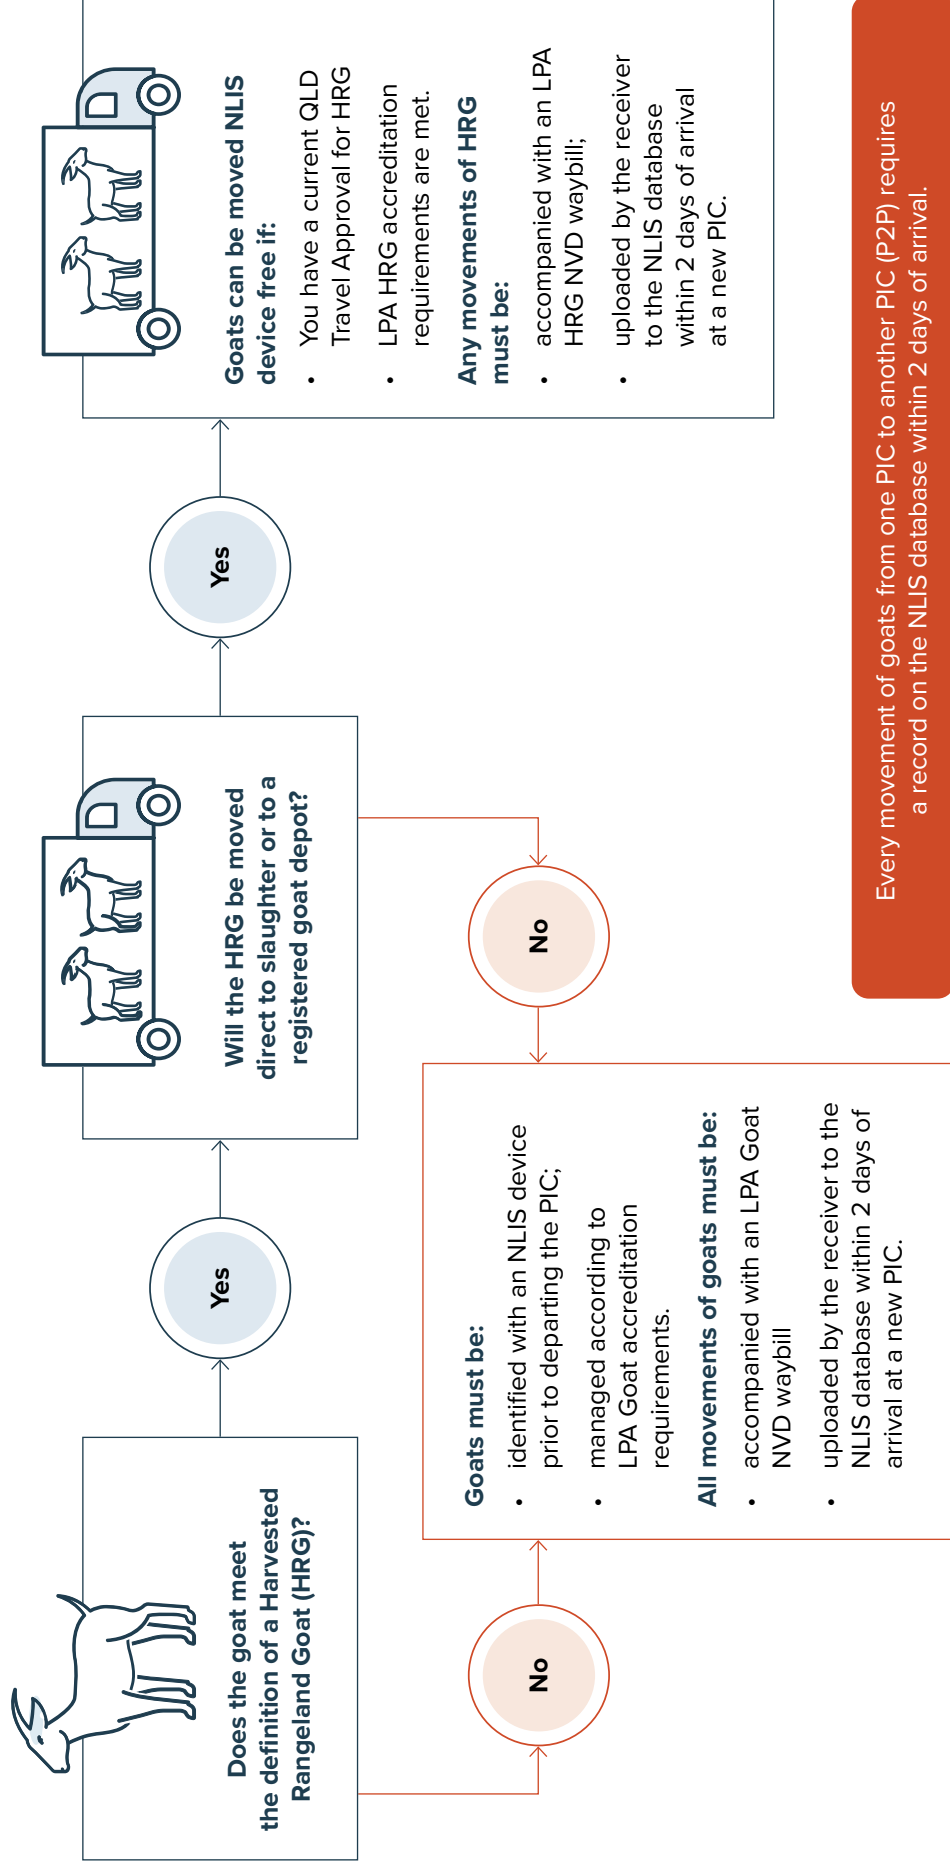 Does the goat meet
the definition of a Harvested
Rangeland Goat (HRG)?
Yes
Will the HRG be moved
direct to slaughter or to a
registered goat depot?
Yes
Goats can be moved NLIS
device free if:
• You have a current QLD
Travel Approval for HRG
• LPA HRG accreditation
requirements are met.
Any movements of HRG
must be:
• accompanied with an LPA
HRG NVD waybill;
• uploaded by the receiver
to the NLIS database
within 2 days of arrival
at a new PIC.
No
Goats must be:
• identified with an NLIS device
prior to departing the PIC;
• managed according to
LPA Goat accreditation
requirements.
All movements of goats must be:
• accompanied with an LPA Goat
NVD waybill
• uploaded by the receiver to the
NLIS database within 2 days of
arrival at a new PIC.
No
Every movement of goats from one PIC to another PIC (P2P) requires
a record on the NLIS database within 2 days of arrival.